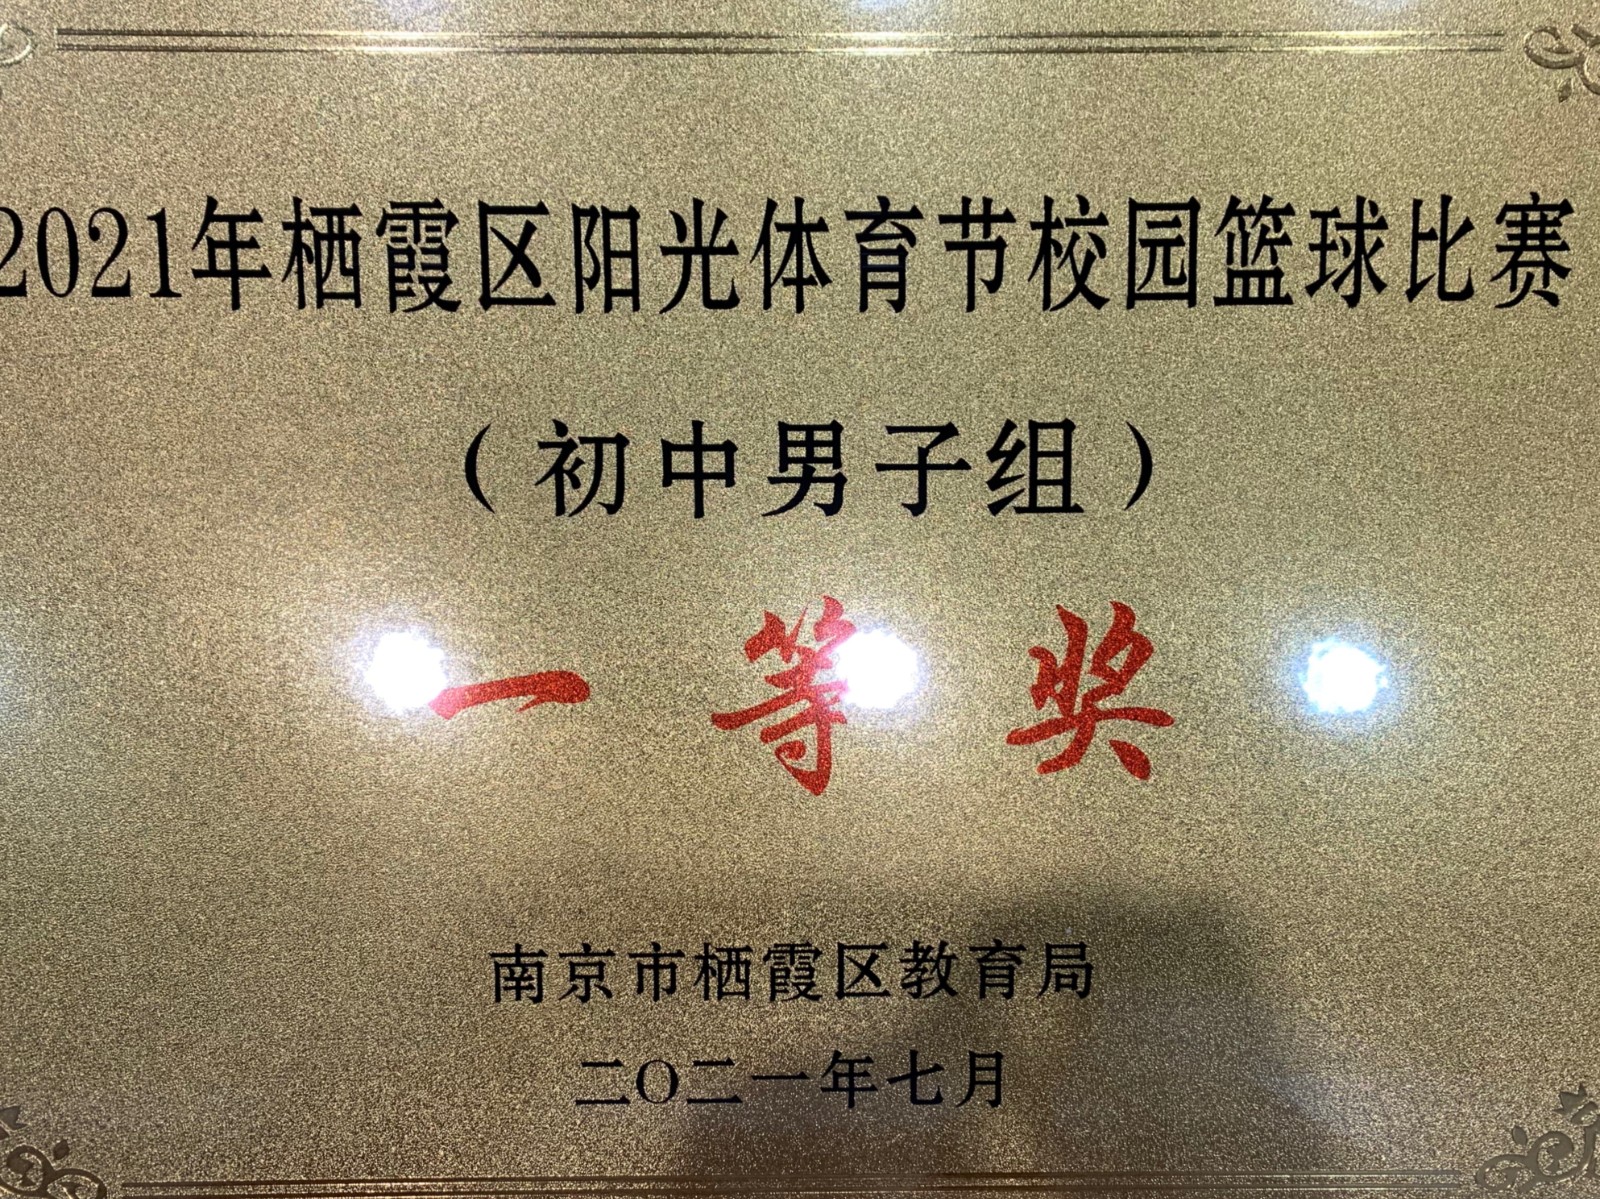 2021年栖霞区阳光体育节校园篮球比赛
（初中男子组）
一等奖
南京市栖霞区教育局
二〇二一年七月